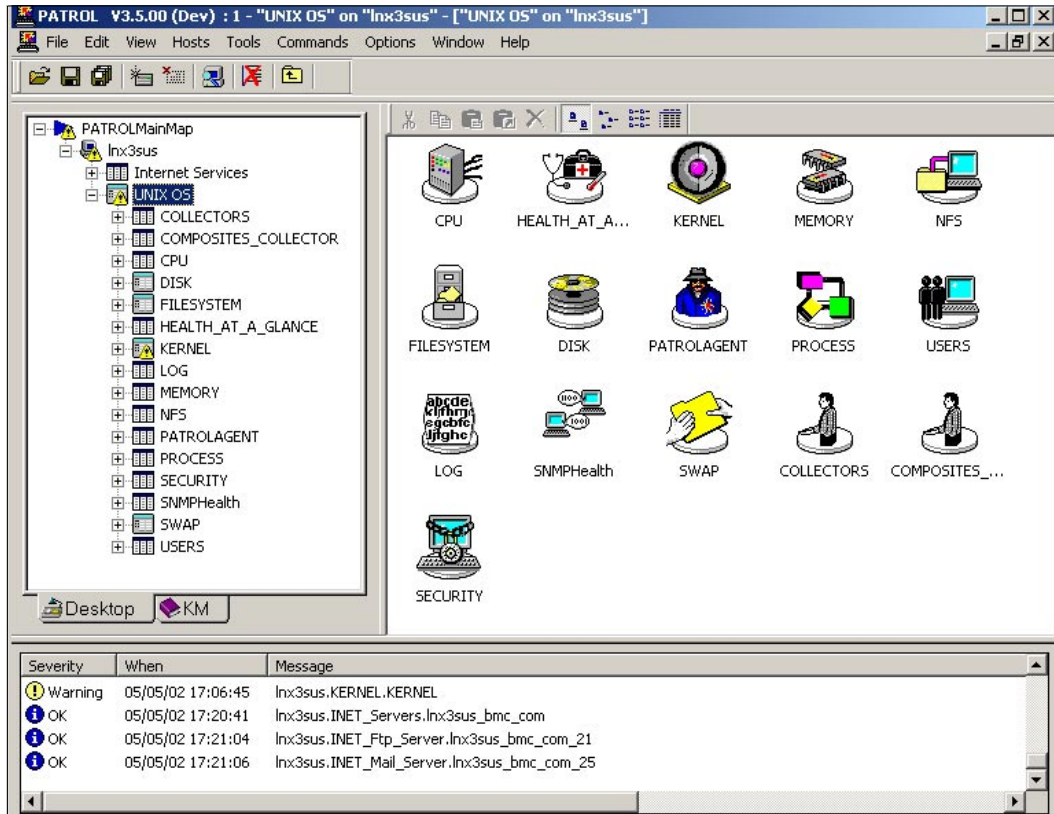 PATROL V3.5.00 (Dev) : 1 - "UNIX OS" on "lnx3sus" - ["UNIX OS" on "lnx3sus"]
File Edit View Hosts Tools Commands Options Window Help
PATROLMainMap
lnx3sus
Internet Services
UNIX OS
COLLECTORS
COMPOSITES_COLLECTOR
CPU
DISK
FILESYSTEM
HEALTH_AT_A_GLANCE
KERNEL
LOG
MEMORY
NFS
PATROLAGENT
PROCESS
SECURITY
SNMPHealth
SWAP
USERS
Desktop KM
CPU HEALTH_AT_A... KERNEL MEMORY NFS
FILESYSTEM DISK PATROLAGENT PROCESS USERS
LOG SNMPHealth SWAP COLLECTORS COMPOSITES_...
SECURITY
Severity When Message
Warning 05/05/02 17:06:45 lnx3sus.KERNEL.KERNEL
OK 05/05/02 17:20:41 lnx3sus.INET_Servers.lnx3sus_bmc_com
OK 05/05/02 17:21:04 lnx3sus.INET_Ftp_Server.lnx3sus_bmc_com_21
OK 05/05/02 17:21:06 lnx3sus.INET_Mail_Server.lnx3sus_bmc_com_25